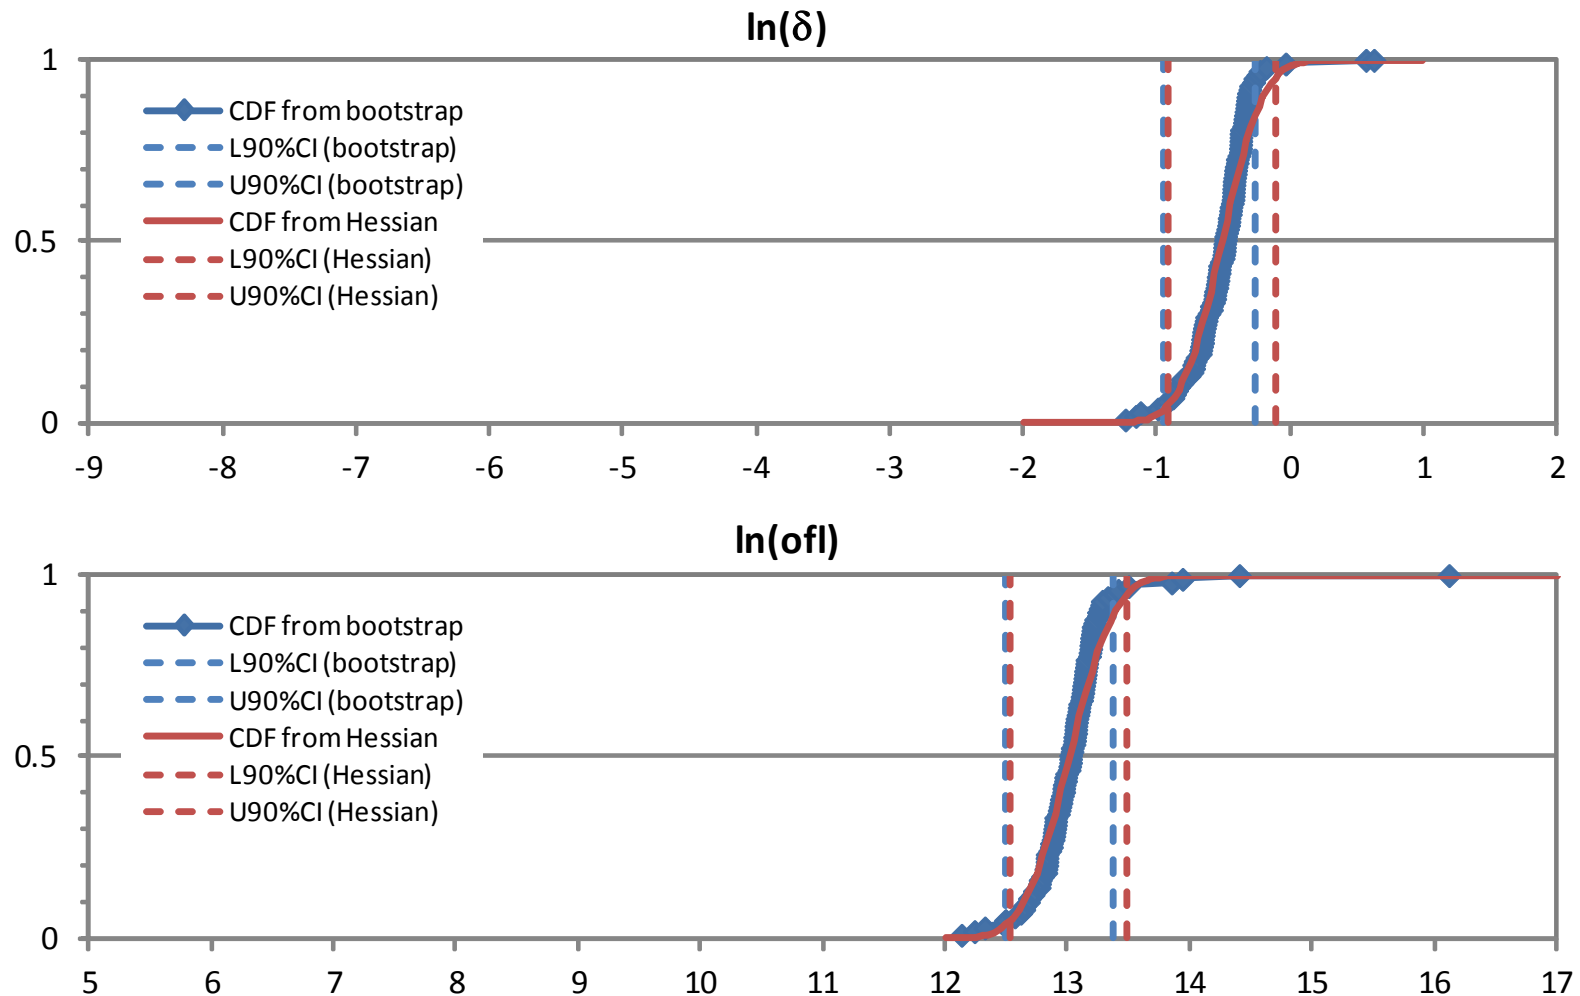 ln(δ)
1
CDF from bootstrap
L90%CI (bootstrap)
U90%CI (bootstrap)
CDF from Hessian
0.5
L90%CI (Hessian)
U90%CI (Hessian)
0
-9 -8 -7 -6 -5 -4 -3 -2 -1 0 1 2
ln(ofl)
1
CDF from bootstrap
L90%CI (bootstrap)
U90%CI (bootstrap)
CDF from Hessian
0.5
L90%CI (Hessian)
U90%CI (Hessian)
0
5 6 7 8 9 10 11 12 13 14 15 16 17